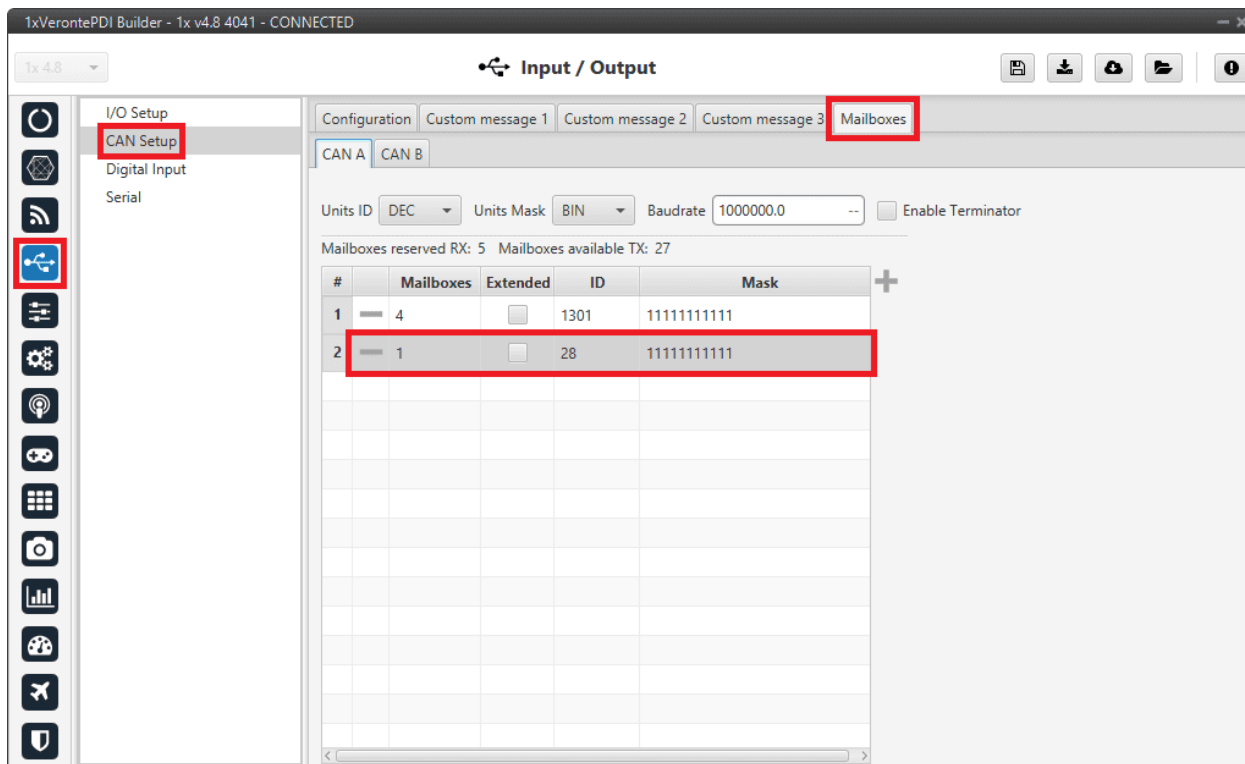 1xVerontePDI Builder - 1x v4.8 4041 - CONNECTED
1x 4.8
Input / Output
I/O Setup
CAN Setup
Digital Input
Serial
Configuration Custom message 1 Custom message 2 Custom message 3 Mailboxes
CAN A CAN B
Units ID DEC Units Mask BIN Baudrate 1000000.0 -- Enable Terminator
Mailboxes reserved RX: 5 Mailboxes available TX: 27
# Mailboxes Extended ID Mask
1 4 1301 11111111111
2 1 28 11111111111